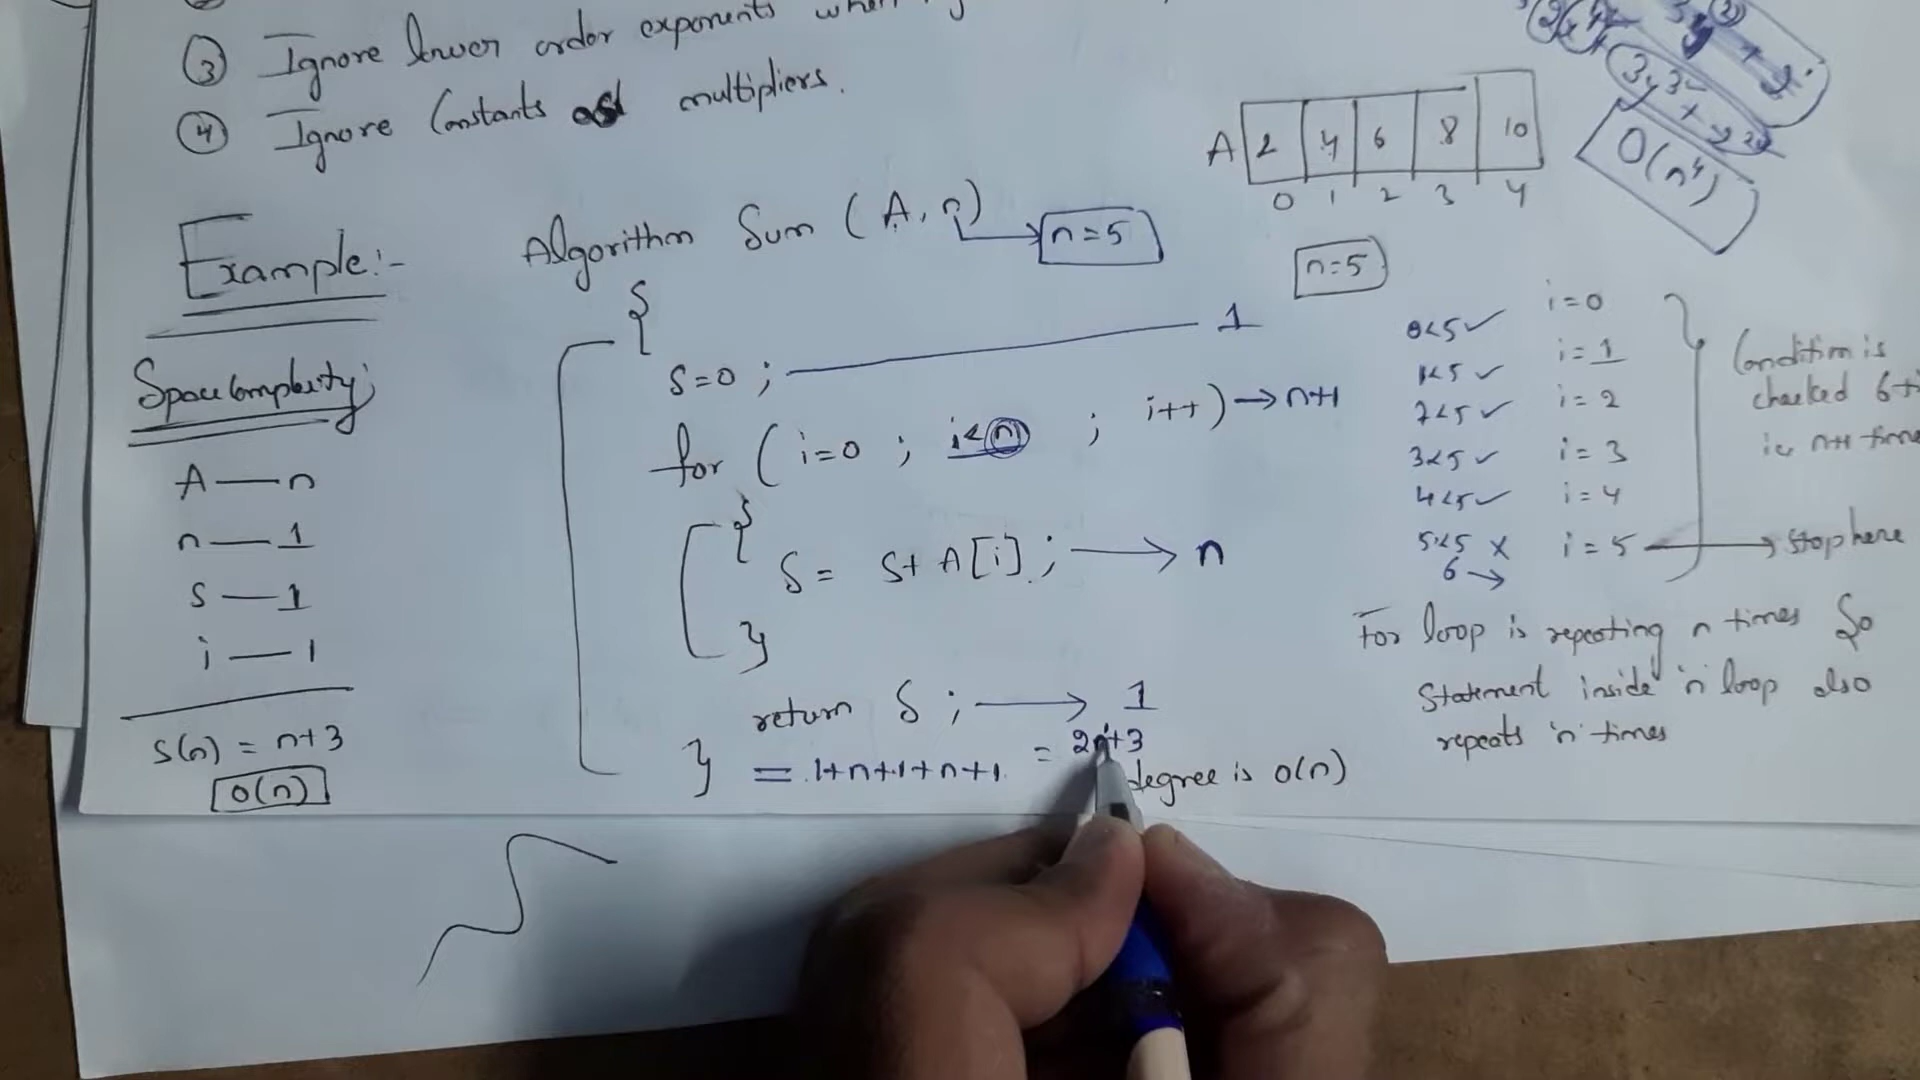 ③ Ignore lower order exponents when
④ Ignore Constants as multipliers.
A 2 4 6 8 10
0 1 2 3 4
O(n⁴)
Example:-
Algorithm Sum (A, n) → n=5
n=5
{
S=0 ; — 1
for ( i=0 ; i<n ; i++) → n+1
{
S = S+ A[i] ; → n
}
return S ; → 1
} = 1+n+1+n+1 = 2n+3
degree is O(n)
Space Complexity;
A — n
n — 1
S — 1
i — 1
S(n) = n+3
O(n)
0<5 ✓ i=0
1<5 ✓ i=1
2<5 ✓ i=2
3<5 ✓ i=3
4<5 ✓ i=4
5<5 × i=5 → stop here
6 →
Condition is
checked 6
ie n+1 time
For loop is repeating n times So
Statement inside 'n' loop also
repeats 'n' times